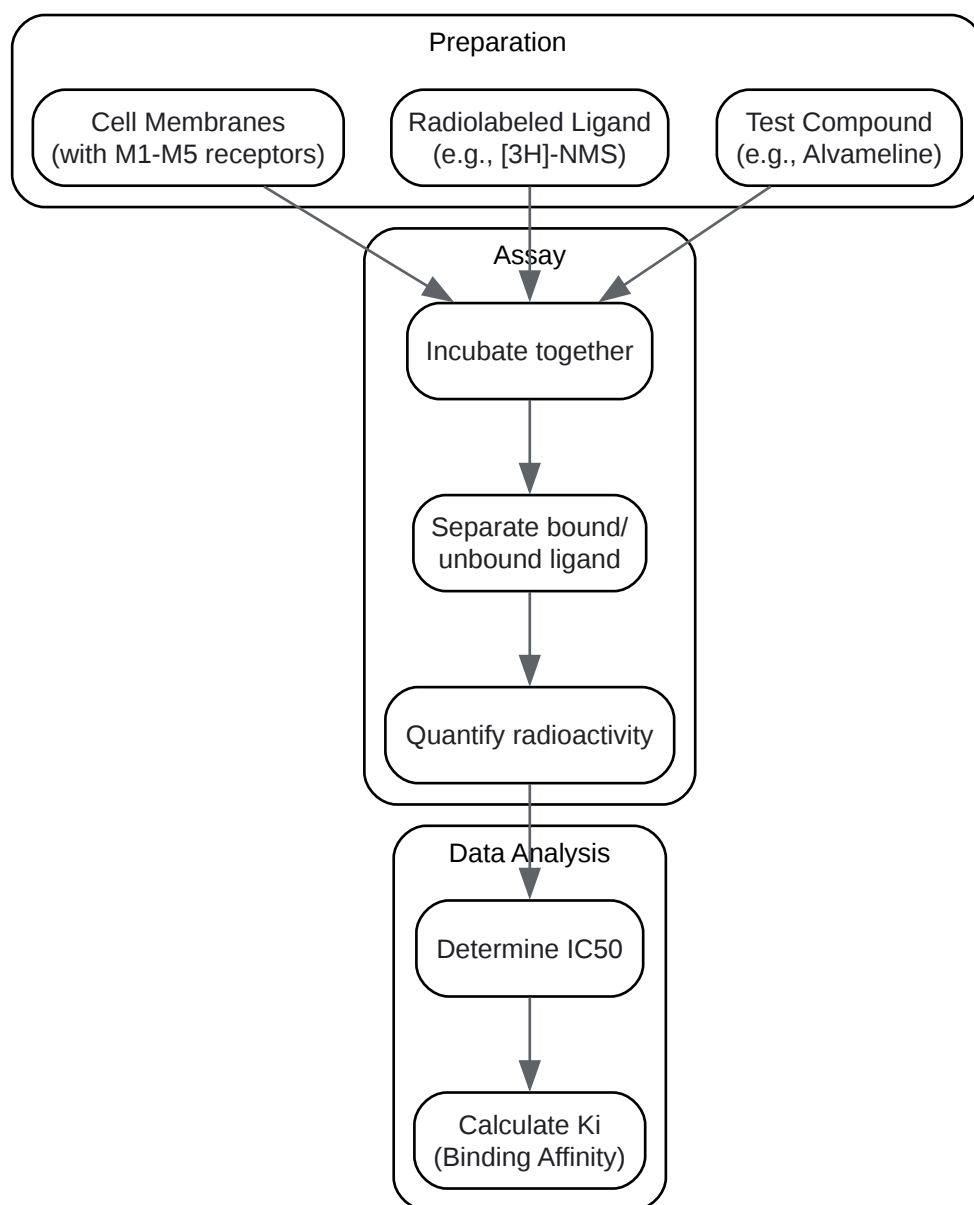 Preparation
Cell Membranes
(with M1-M5 receptors)
Radiolabeled Ligand
(e.g., [3H]-NMS)
Test Compound
(e.g., Alvameline)
Assay
Incubate together
Separate bound/
unbound ligand
Quantify radioactivity
Data Analysis
Determine IC50
Calculate Ki
(Binding Affinity)